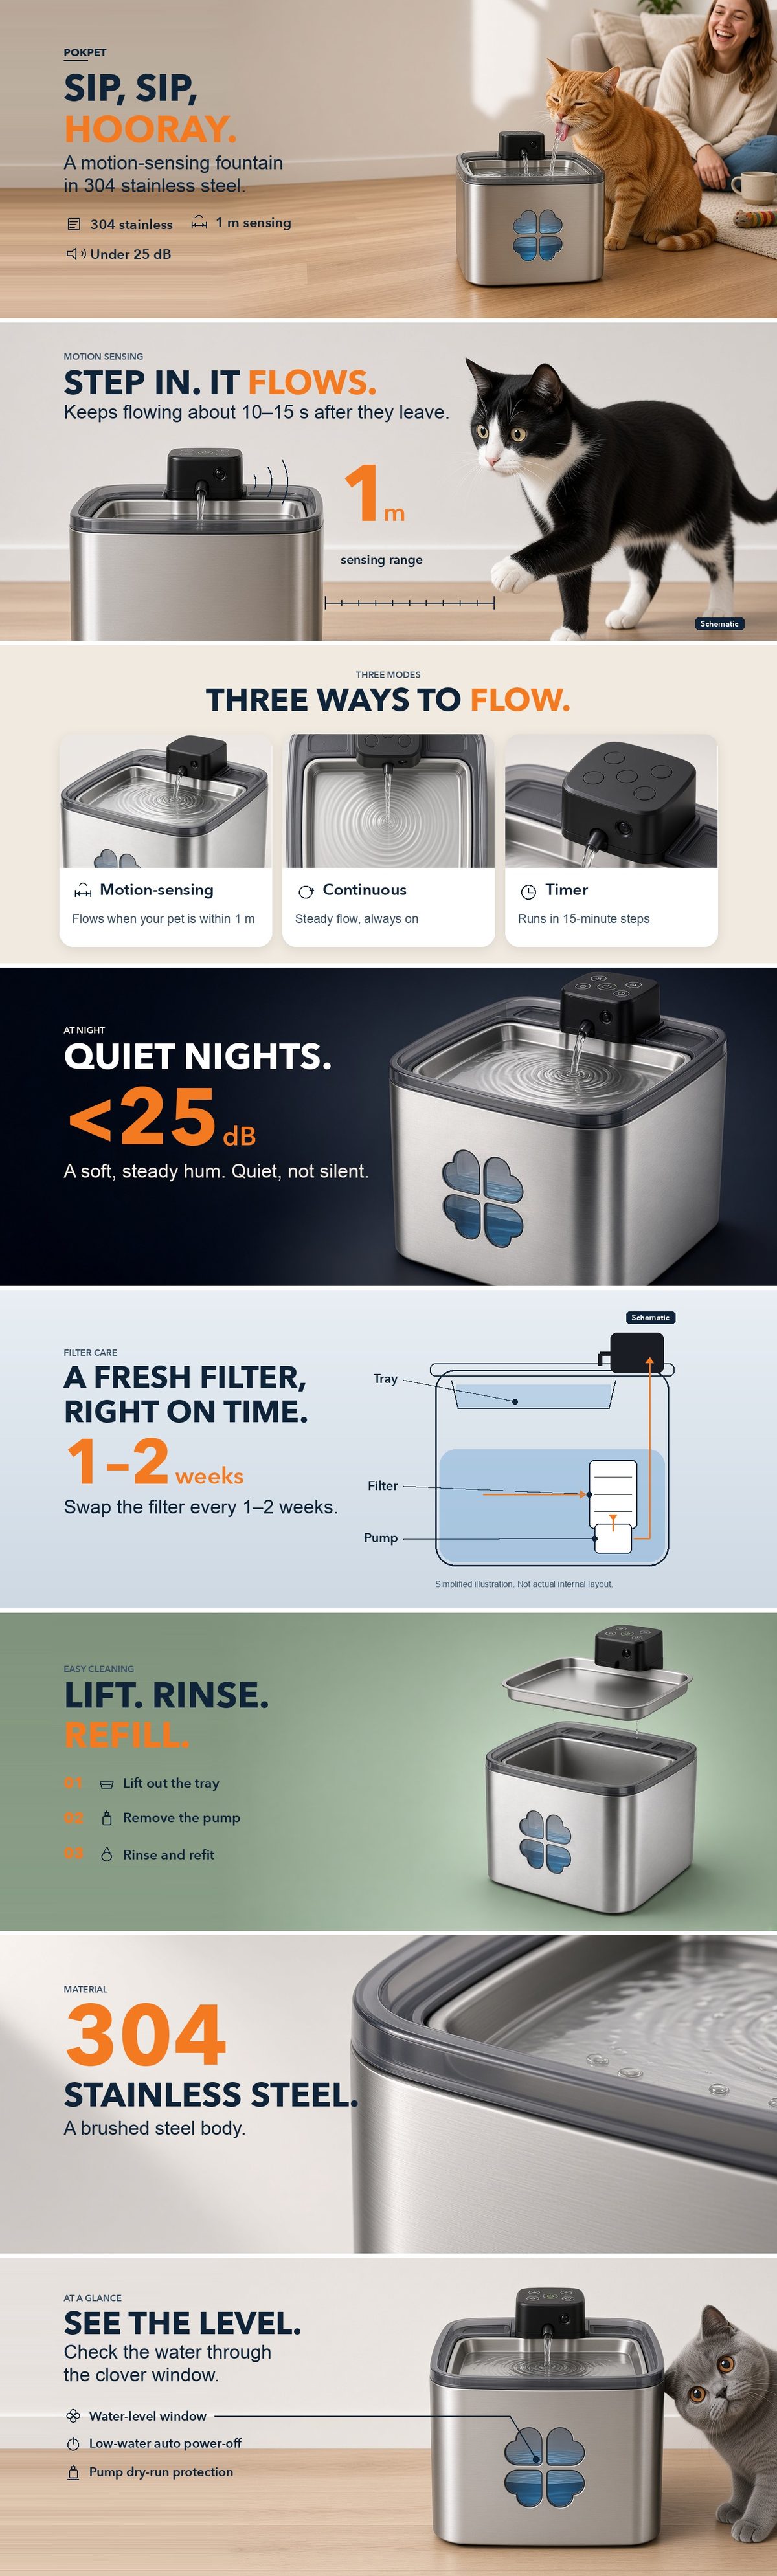 POKPET
SIP, SIP,
HOORAY.
A motion-sensing fountain
in 304 stainless steel.
304 stainless
1 m sensing
Under 25 dB
MOTION SENSING
STEP IN. IT FLOWS.
Keeps flowing about 10–15 s after they leave.
1 m
sensing range
Schematic
THREE MODES
THREE WAYS TO FLOW.
Motion-sensing
Flows when your pet is within 1 m
Continuous
Steady flow, always on
Timer
Runs in 15-minute steps
AT NIGHT
QUIET NIGHTS.
<25 dB
A soft, steady hum. Quiet, not silent.
Schematic
FILTER CARE
A FRESH FILTER,
RIGHT ON TIME.
1–2 weeks
Swap the filter every 1–2 weeks.
Tray
Filter
Pump
Simplified illustration. Not actual internal layout.
EASY CLEANING
LIFT. RINSE.
REFILL.
01 Lift out the tray
02 Remove the pump
03 Rinse and refit
MATERIAL
304
STAINLESS STEEL.
A brushed steel body.
AT A GLANCE
SEE THE LEVEL.
Check the water through
the clover window.
Water-level window
Low-water auto power-off
Pump dry-run protection